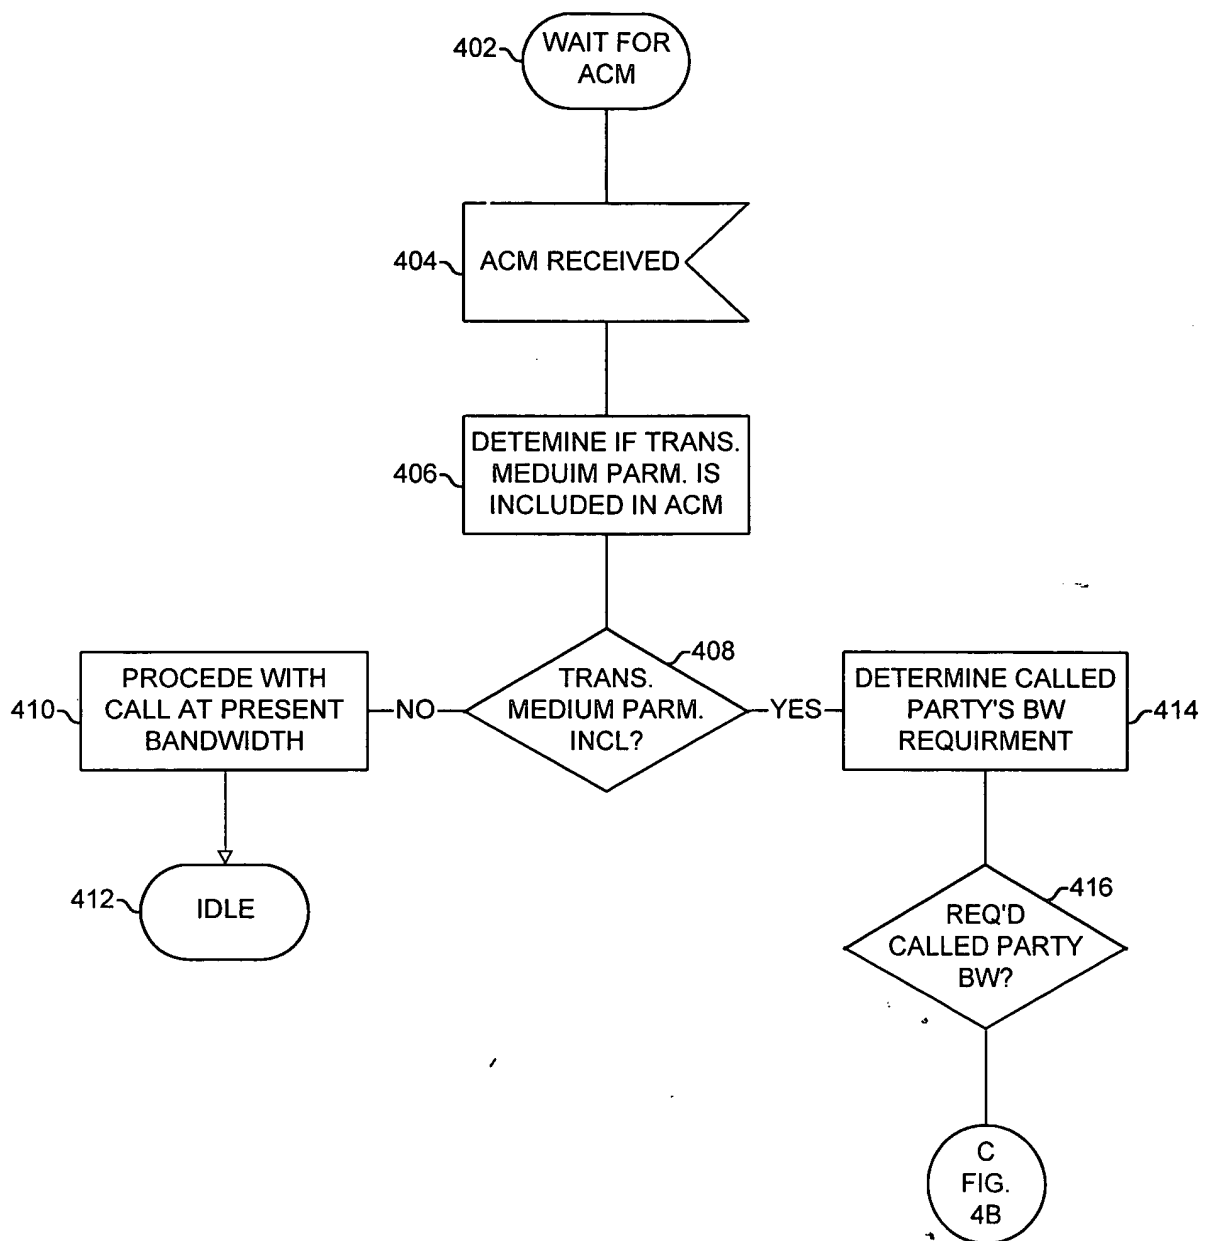 402
WAIT FOR
ACM
404
ACM RECEIVED
406
DETEMINE IF TRANS.
MEDUIM PARM. IS
INCLUDED IN ACM
408
TRANS.
MEDIUM PARM.
INCL?
NO
YES
410
PROCEDE WITH
CALL AT PRESENT
BANDWIDTH
DETERMINE CALLED
PARTY'S BW
REQUIRMENT
414
412
IDLE
416
REQ'D
CALLED PARTY
BW?
C
FIG.
4B